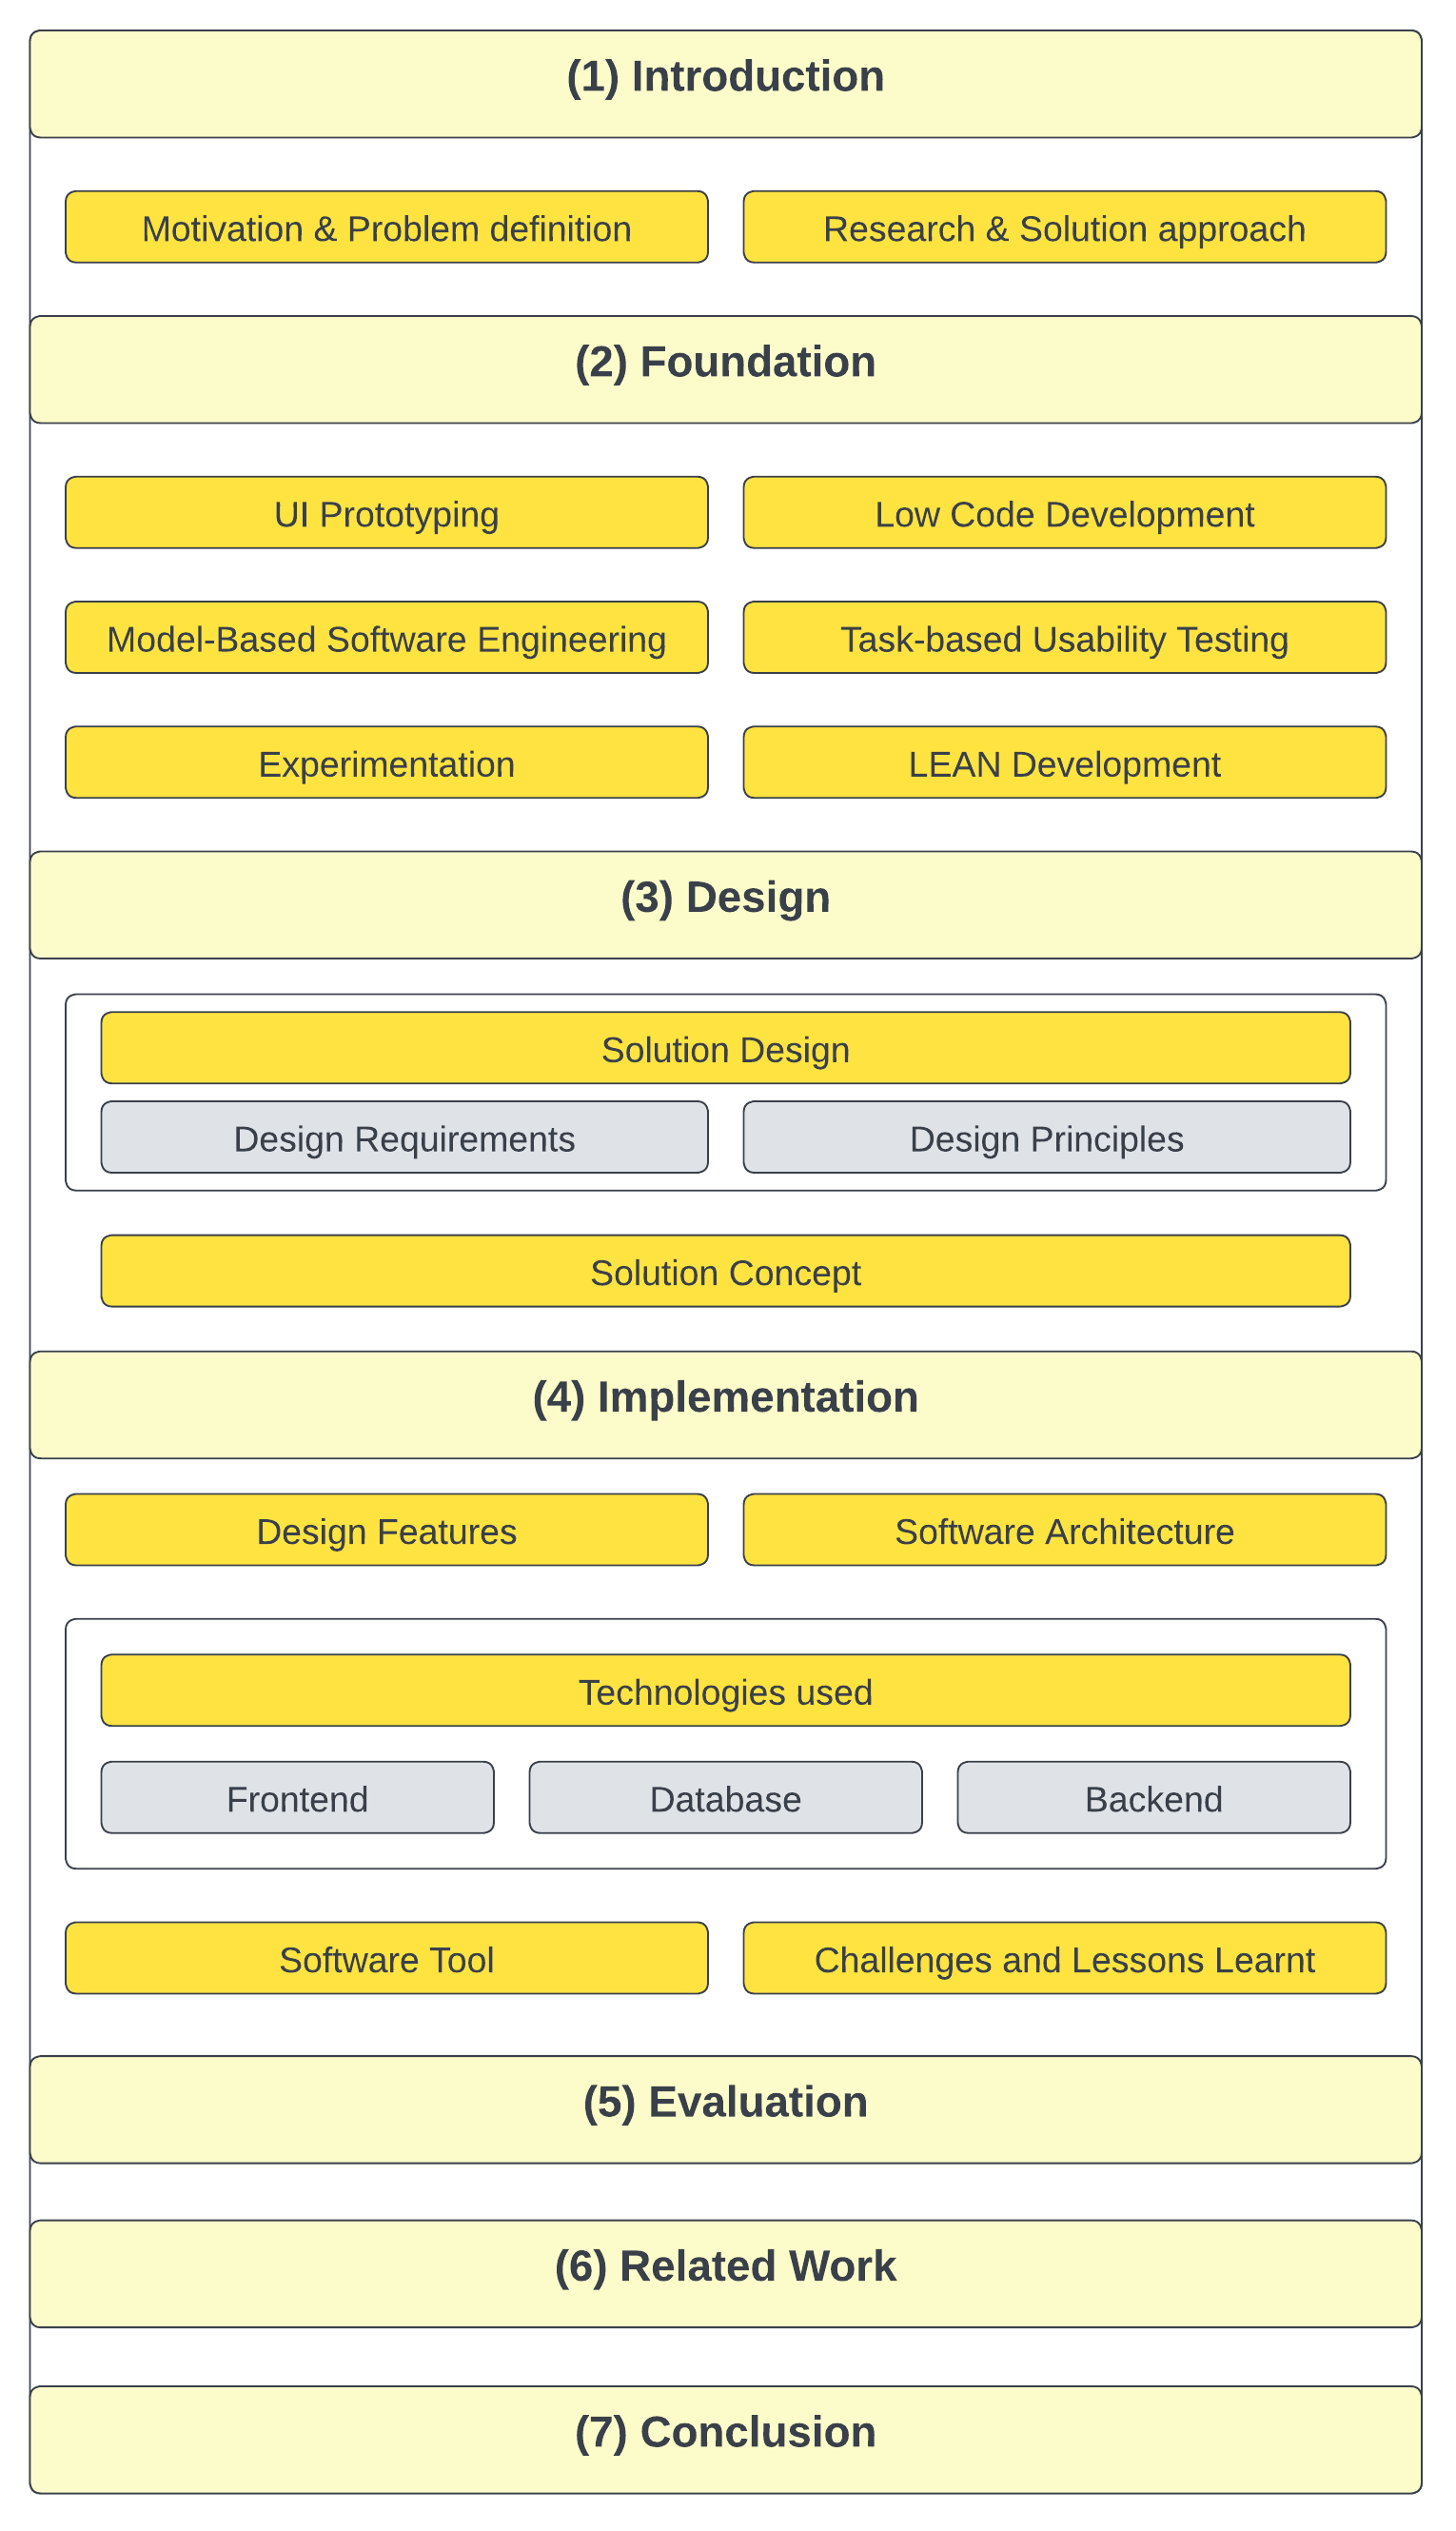 (1) Introduction
Motivation & Problem definition
Research & Solution approach
(2) Foundation
UI Prototyping
Low Code Development
Model-Based Software Engineering
Task-based Usability Testing
Experimentation
LEAN Development
(3) Design
Solution Design
Design Requirements
Design Principles
Solution Concept
(4) Implementation
Design Features
Software Architecture
Technologies used
Frontend
Database
Backend
Software Tool
Challenges and Lessons Learnt
(5) Evaluation
(6) Related Work
(7) Conclusion